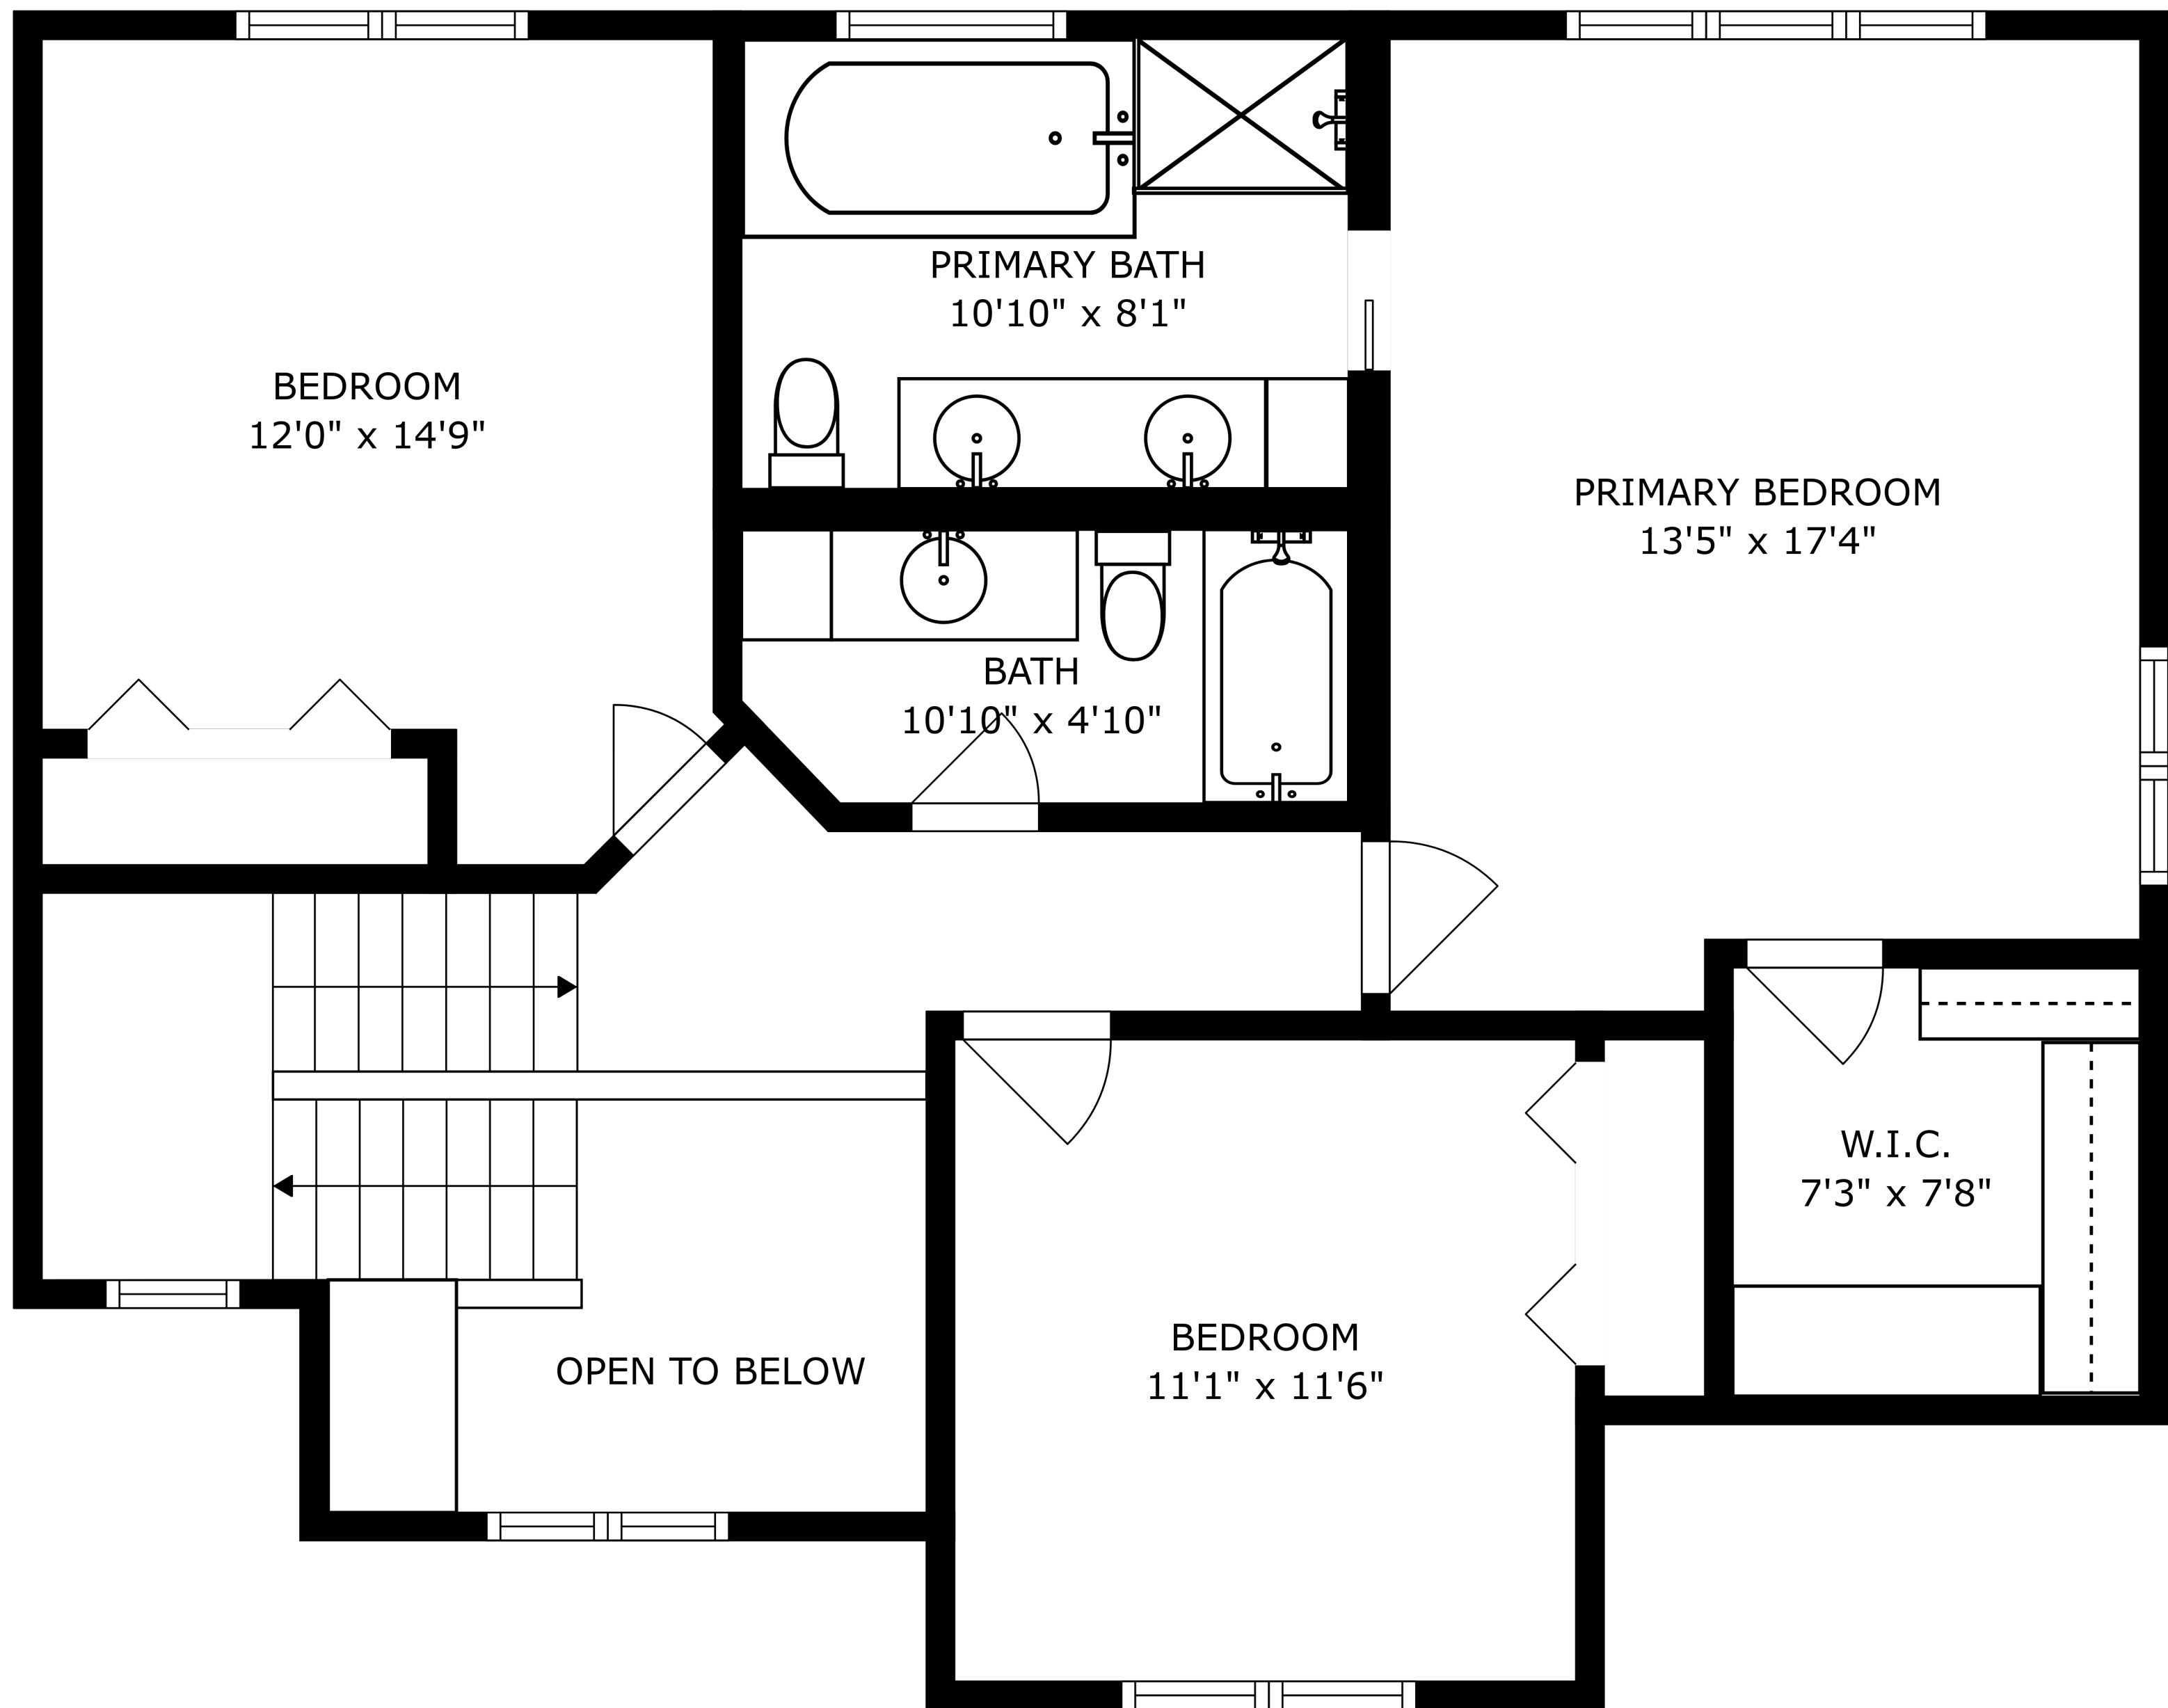 PRIMARY BATH
10'10" x 8'1"
BEDROOM
12'0" x 14'9"
PRIMARY BEDROOM
13'5" x 17'4"
BATH
10'10" x 4'10"
W.I.C.
7'3" x 7'8"
BEDROOM
11'1" x 11'6"
OPEN TO BELOW